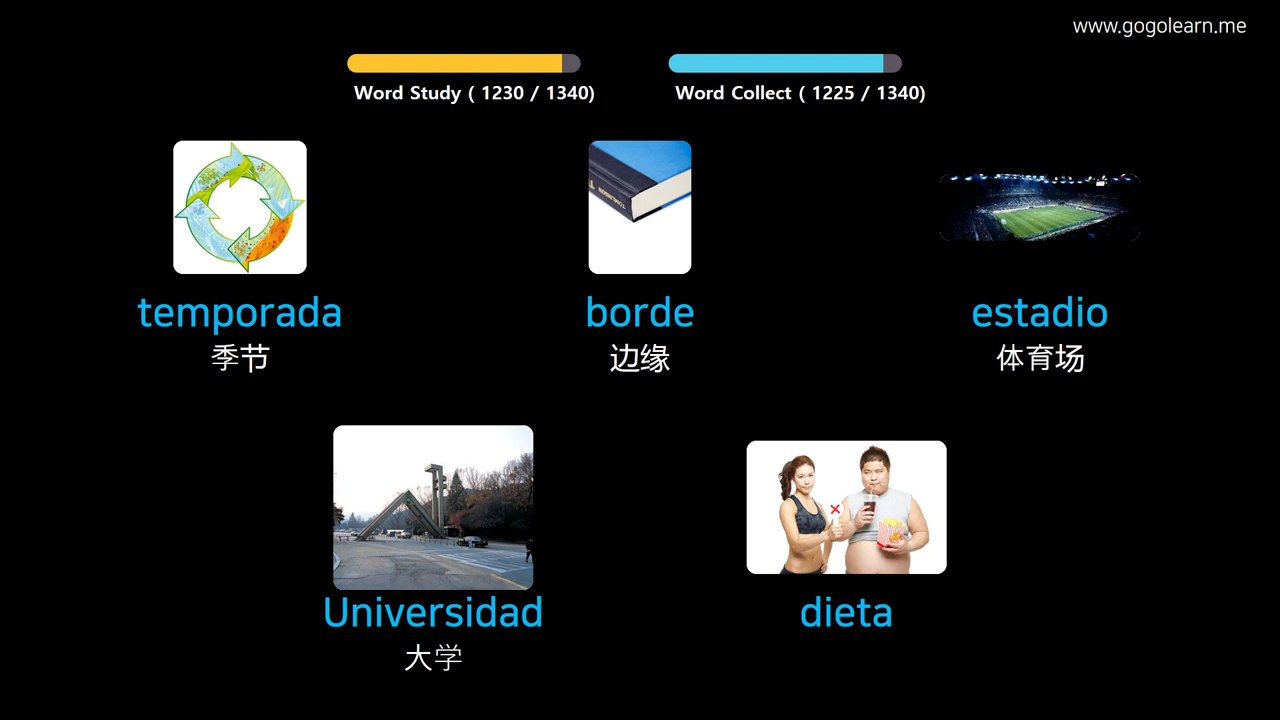 www.gogolearn.me
Word Study ( 1230 / 1340)
Word Collect ( 1225 / 1340)
temporada
季节
borde
边缘
estadio
体育场
Universidad
大学
dieta